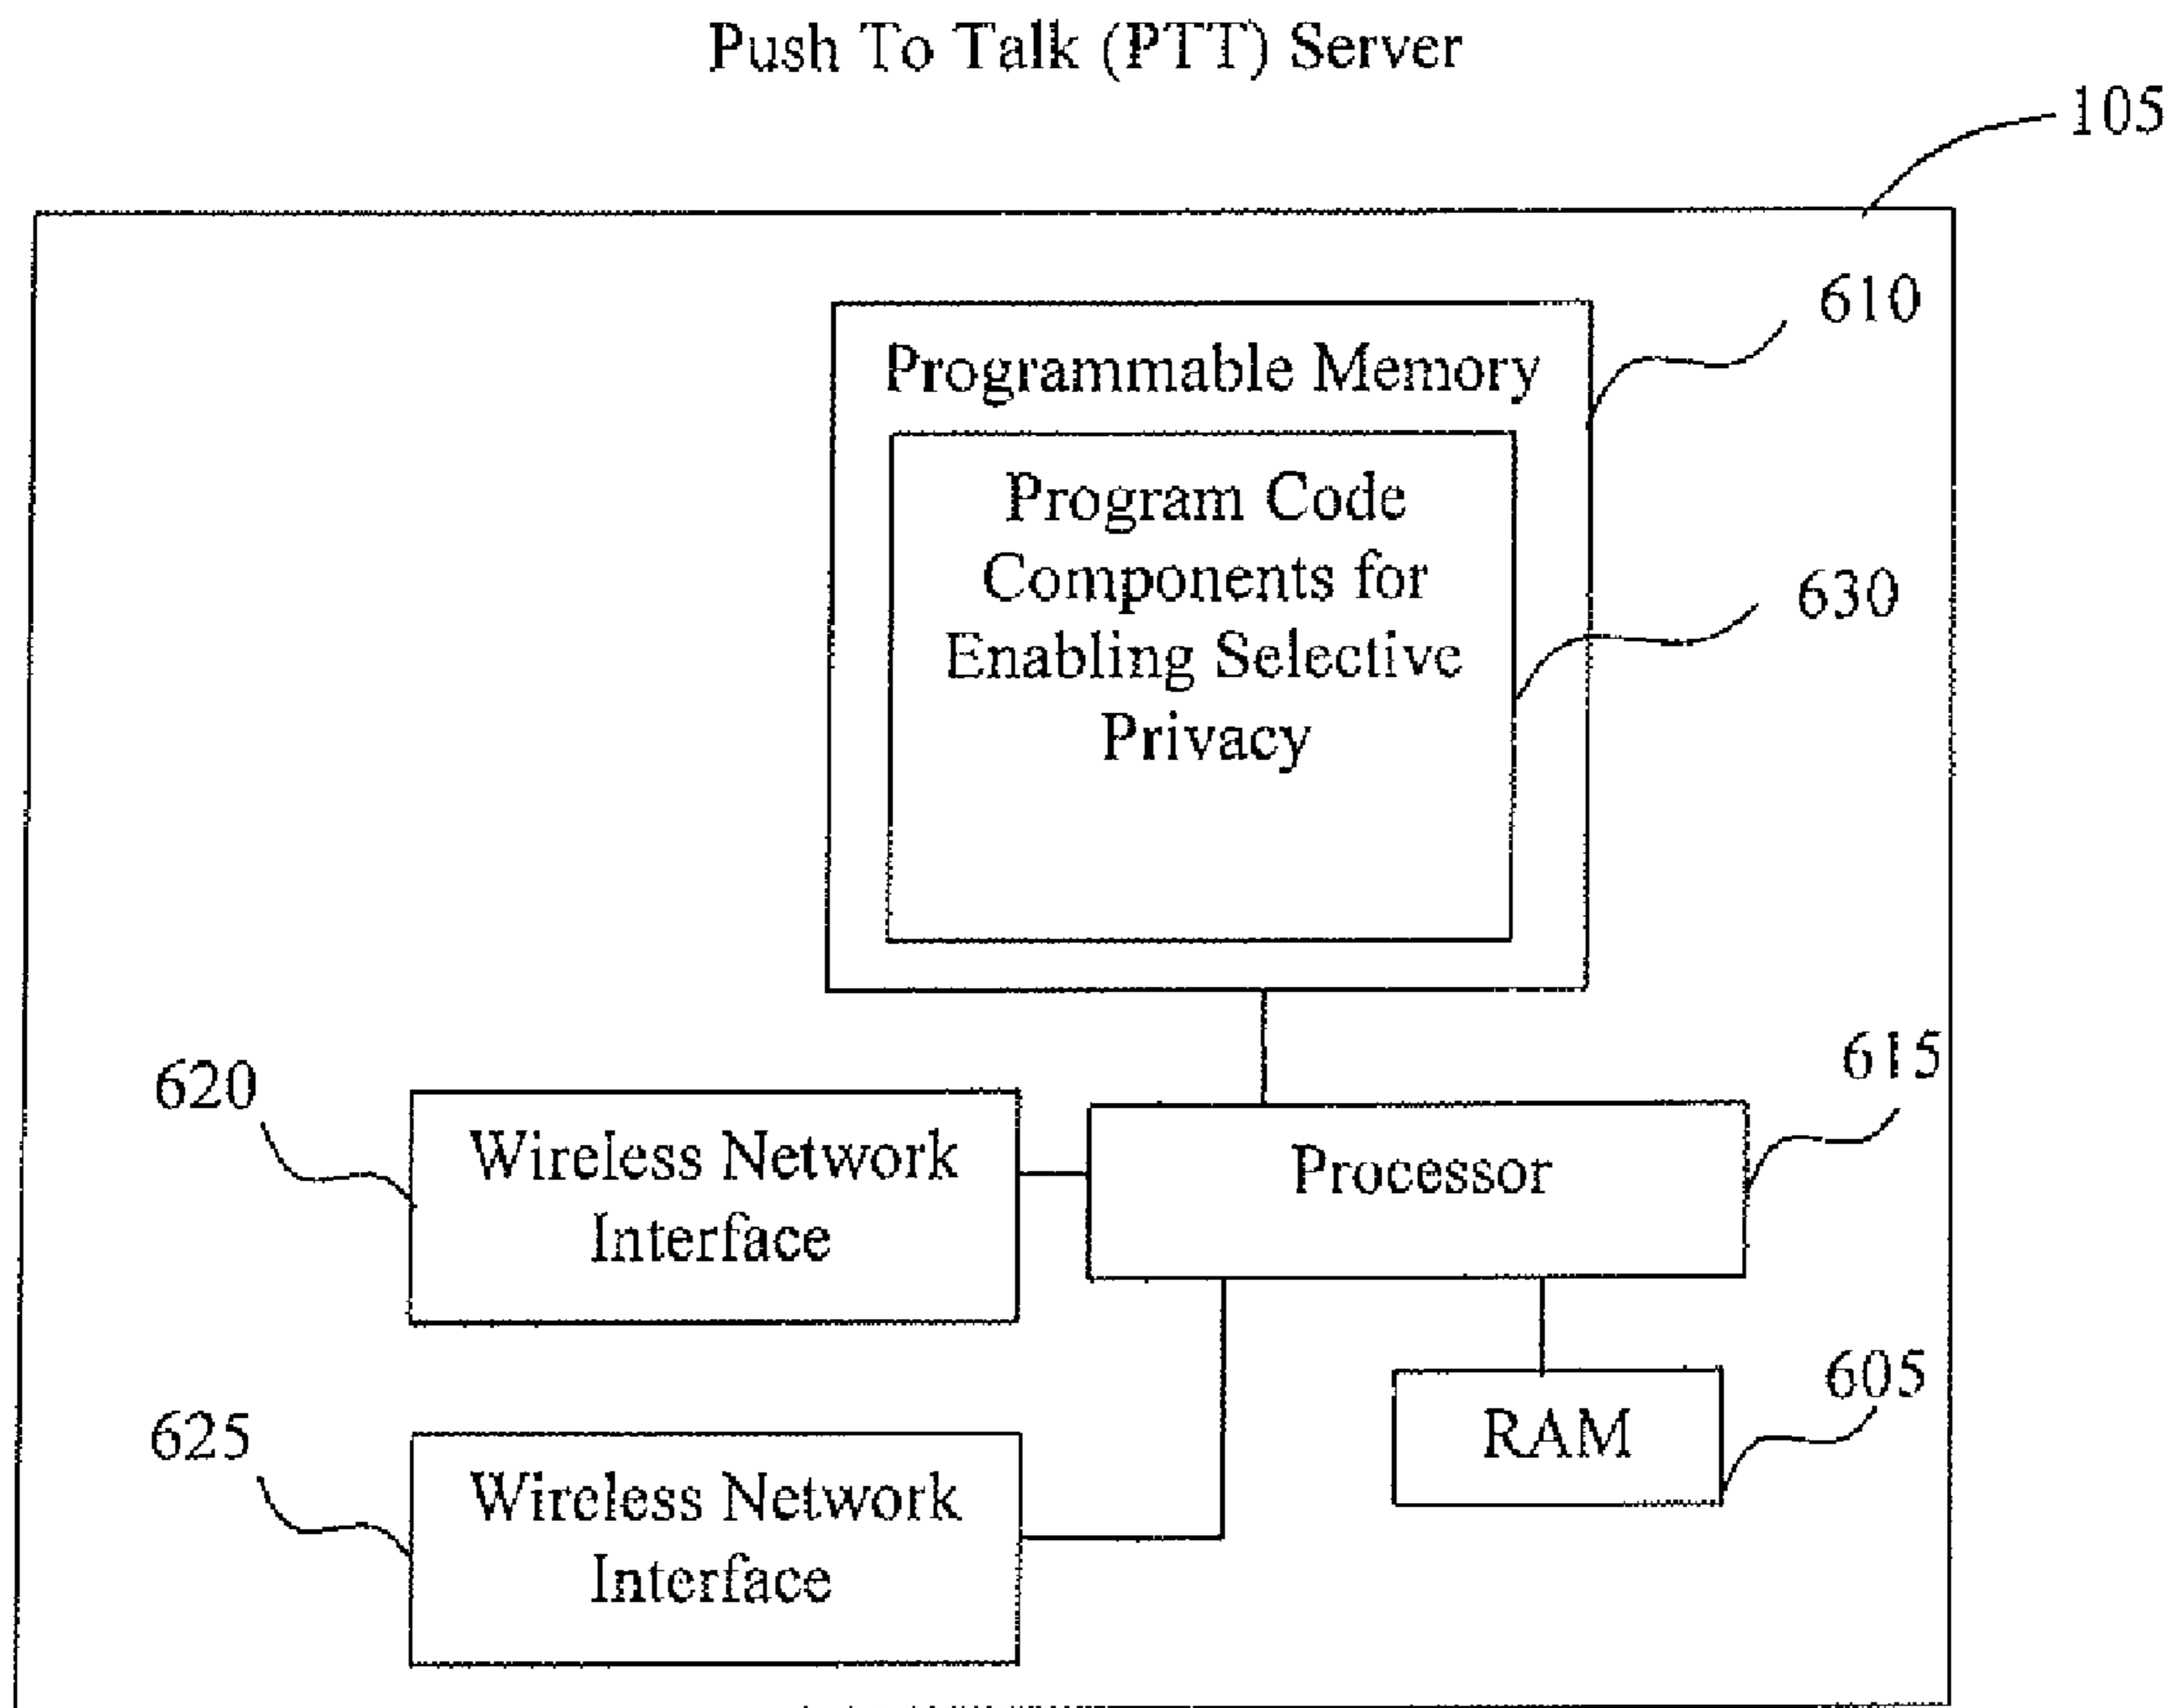 Push To Talk (PTT) Server
105
610
Programmable Memory
Program Code
Components for
Enabling Selective
Privacy
630
615
620
Wireless Network
Interface
Processor
605
RAM
625
Wireless Network
Interface